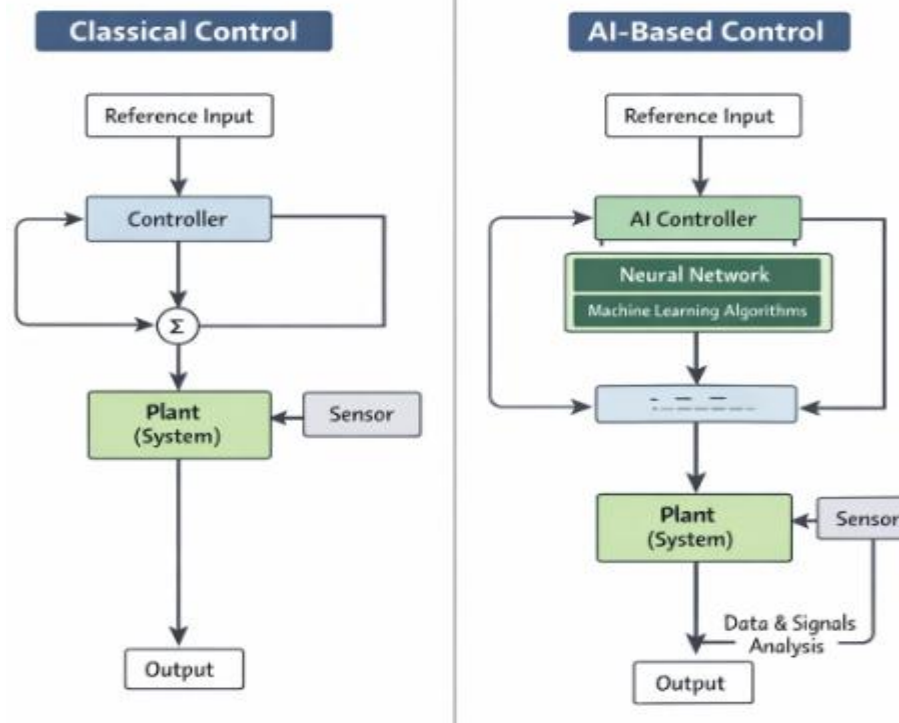 Classical Control
Reference Input
Controller
Σ
Plant
(System)
Sensor
Output
AI-Based Control
Reference Input
AI Controller
Neural Network
Machine Learning Algorithms
Plant
(System)
Sensor
Data & Signals
Analysis
Output